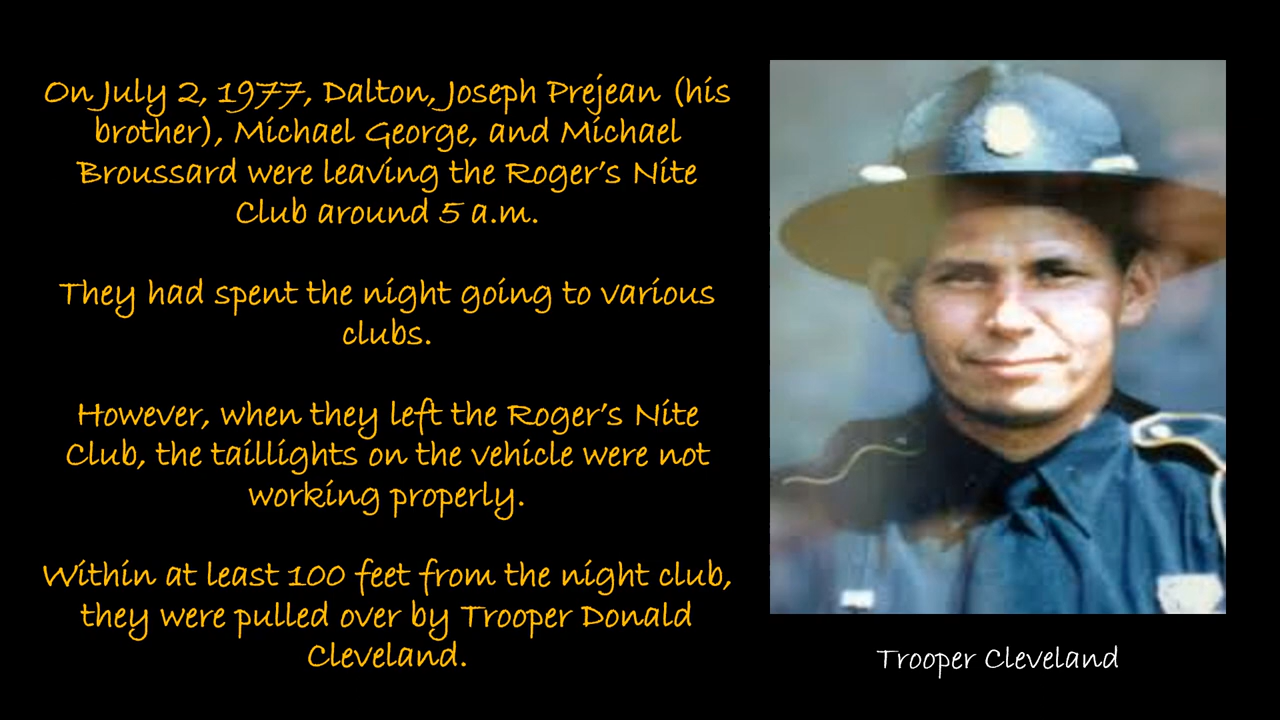 On July 2, 1977, Dalton, Joseph Prejean (his
brother), Michael George, and Michael
Broussard were leaving the Roger's Nite
Club around 5 a.m.
They had spent the night going to various
clubs.
However, when they left the Roger's Nite
Club, the taillights on the vehicle were not
working properly.
Within at least 100 feet from the night club,
they were pulled over by Trooper Donald
Cleveland.
Trooper Cleveland